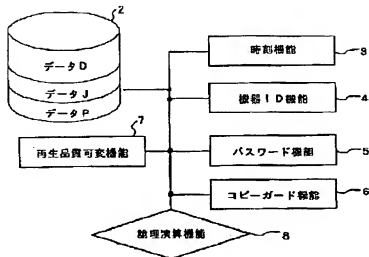 2
データD
データJ
データP
時刻機能
3
機器ID機能
4
7
再生品質可変機能
パスワード機能
5
コピーガード機能
6
論理演算機能
8